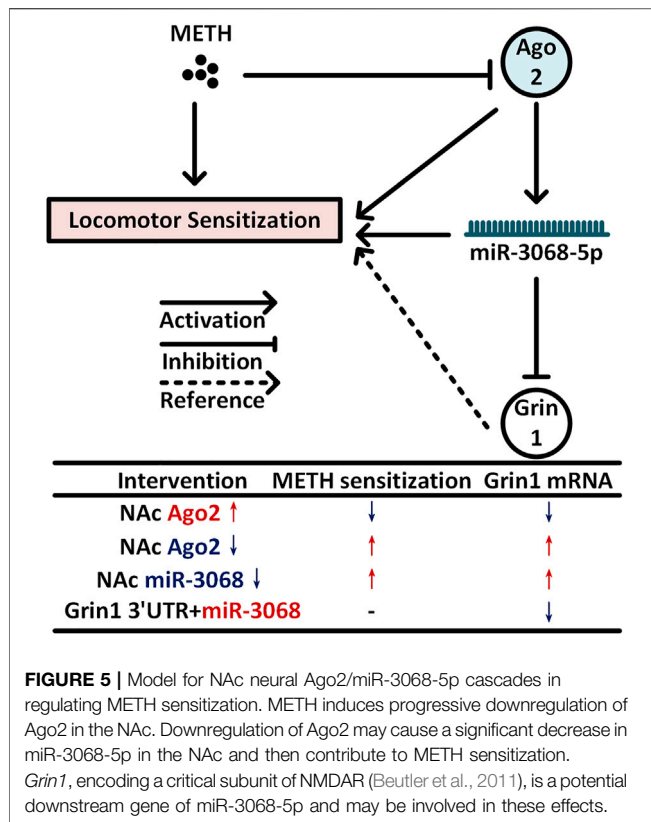 METH
Ago
2
Locomotor Sensitization
miR-3068-5p
Activation
Inhibition
Reference
Grin
1
Intervention METH sensitization Grin1 mRNA
NAc Ago2 ↑ ↓ ↓
NAc Ago2 ↓ ↑ ↑
NAc miR-3068 ↓ ↑ ↑
Grin1 3'UTR+miR-3068 - ↓
FIGURE 5 | Model for NAc neural Ago2/miR-3068-5p cascades in
regulating METH sensitization. METH induces progressive downregulation of
Ago2 in the NAc. Downregulation of Ago2 may cause a significant decrease in
miR-3068-5p in the NAc and then contribute to METH sensitization.
Grin1, encoding a critical subunit of NMDAR (Beutler et al., 2011), is a potential
downstream gene of miR-3068-5p and may be involved in these effects.